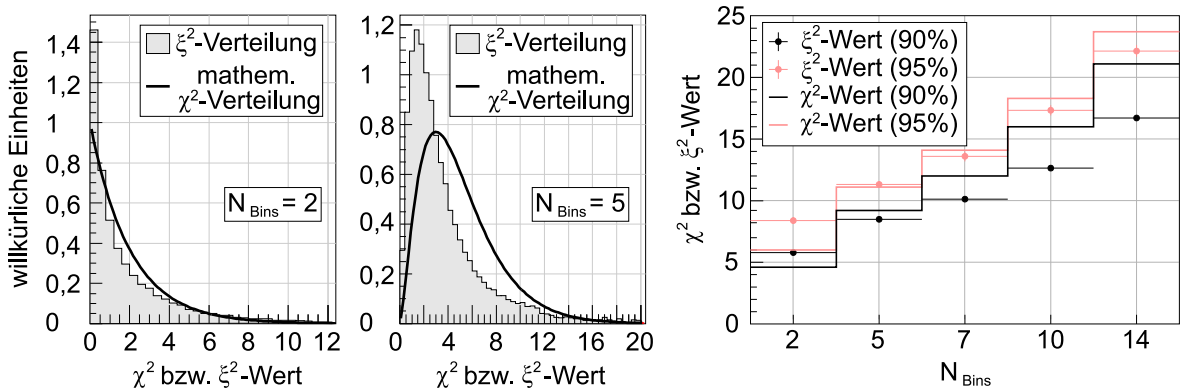 willkürliche Einheiten
1,4
1,2
1
0,8
0,6
0,4
0,2
0
ξ²-Verteilung
mathem.
χ²-Verteilung
N Bins = 2
0 2 4 6 8 10 12
χ² bzw. ξ²-Wert
1,2
1,0
0,8
0,6
0,4
0,2
0
ξ²-Verteilung
mathem.
χ²-Verteilung
N Bins = 5
0 4 8 12 16 20
χ² bzw. ξ²-Wert
χ² bzw. ξ²-Wert
25
20
15
10
5
0
ξ²-Wert (90%)
ξ²-Wert (95%)
χ²-Wert (90%)
χ²-Wert (95%)
2 5 7 10 14
N Bins